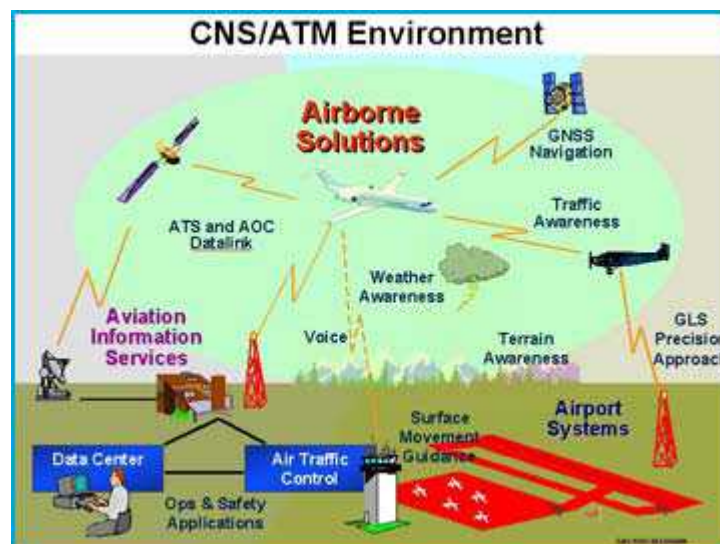 CNS/ATM Environment
Airborne
Solutions
GNSS
Navigation
Traffic
Awareness
ATS and AOC
Datalink
Weather
Awareness
Aviation
Information
Services
Voice
Terrain
Awareness
GLS
Precision
Approach
Airport
Systems
Surface
Movement
Guidance
Data Center
Air Traffic
Control
Ops & Safety
Applications